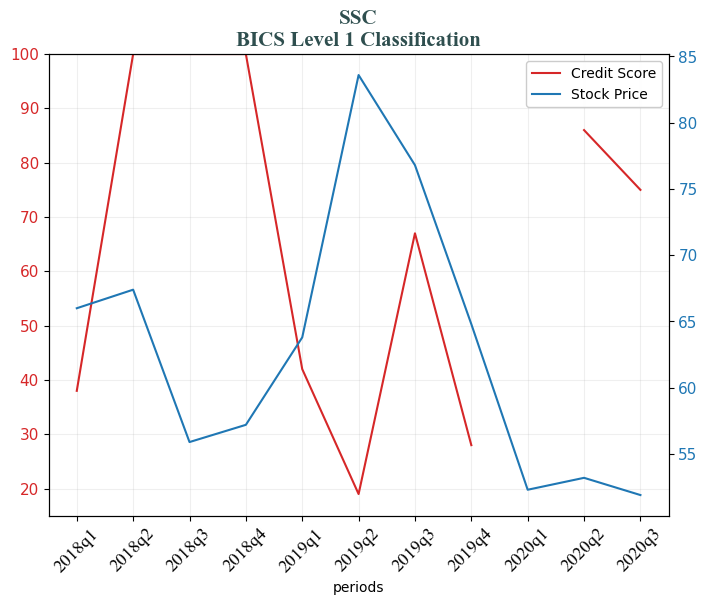 SSC
BICS Level 1 Classification
100
90
80
70
60
50
40
30
20
85
80
75
70
65
60
55
Credit Score
Stock Price
2018q1
2018q2
2018q3
2018q4
2019q1
2019q2
2019q3
2019q4
2020q1
2020q2
2020q3
periods